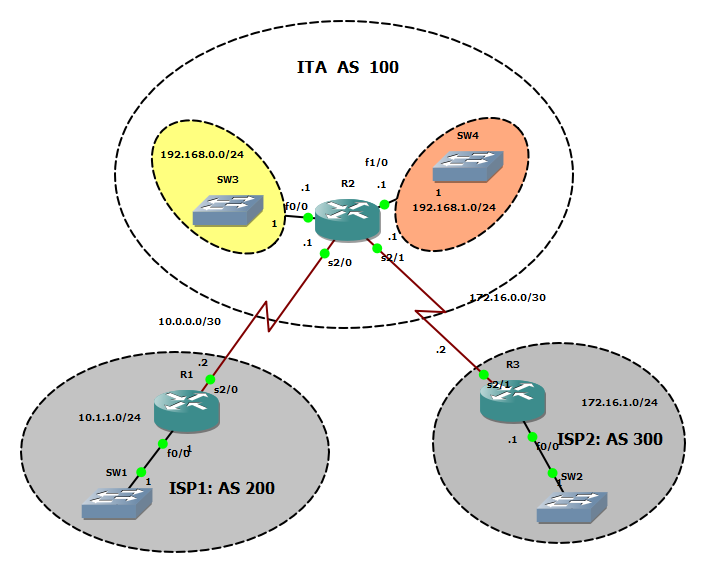 ITA AS 100
192.168.0.0/24
SW3
SW4
f1/0
R2
.1
.1
1
f0/0
1
192.168.1.0/24
.1
.1
s2/0
s2/1
172.16.0.0/30
10.0.0.0/30
.2
.2
R1
s2/0
R3
s2/1
10.1.1.0/24
172.16.1.0/24
.1
f0/0
.1
f0/0
ISP2: AS 300
SW1
1
ISP1: AS 200
SW2
1